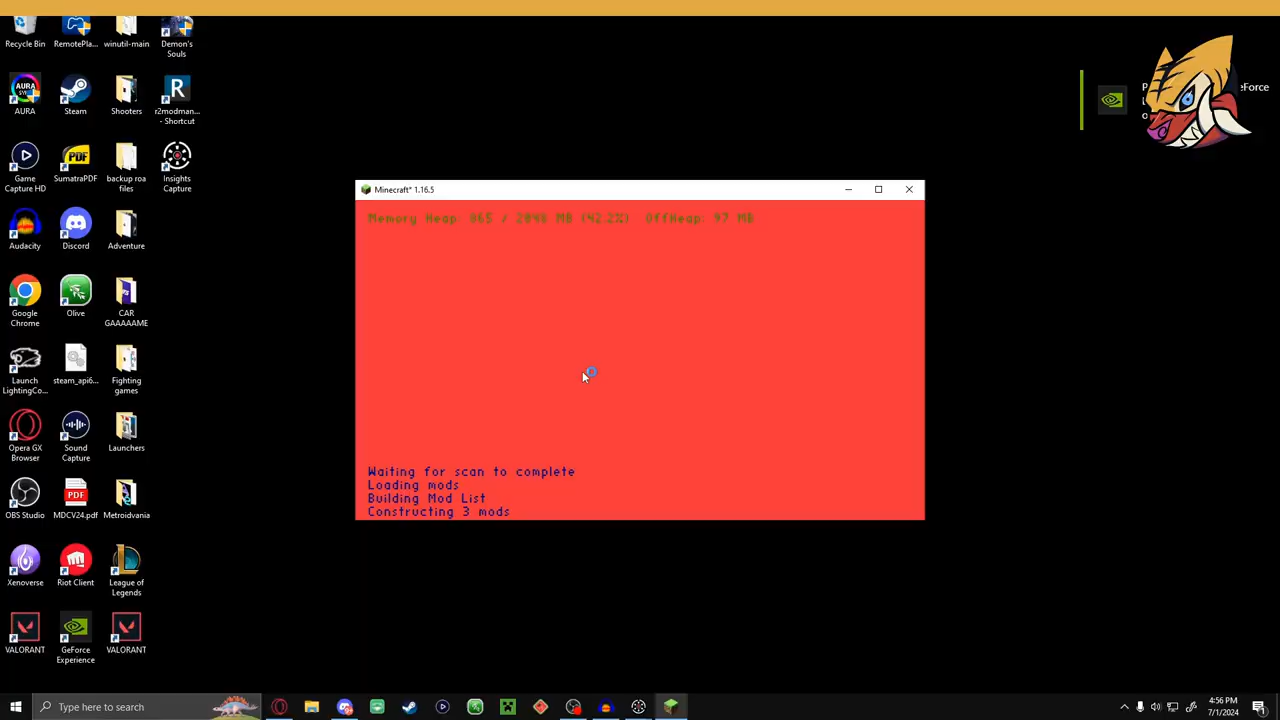 Recycle Bin
RemotePla...
winutil-main
Demon's
Souls
AURA
Steam
Shooters
r2modman...
- Shortcut
Game
Capture HD
SumatraPDF
backup roa
files
Insights
Capture
Audacity
Discord
Adventure
Google
Chrome
Olive
CAR
GAAAAAME
Launch
LightingCo...
steam_api6...
Fighting
games
Opera GX
Browser
Sound
Capture
Launchers
OBS Studio
MDCV24.pdf
Metroidvania
Xenoverse
Riot Client
League of
Legends
VALORANT
GeForce
Experience
VALORANT
Minecraft* 1.16.5
Memory Heap: 865 / 2048 MB (42.2%) OffHeap: 97 MB
Waiting for scan to complete
Loading mods
Building Mod List
Constructing 3 mods
eForce
Type here to search
4:56 PM
7/1/2024